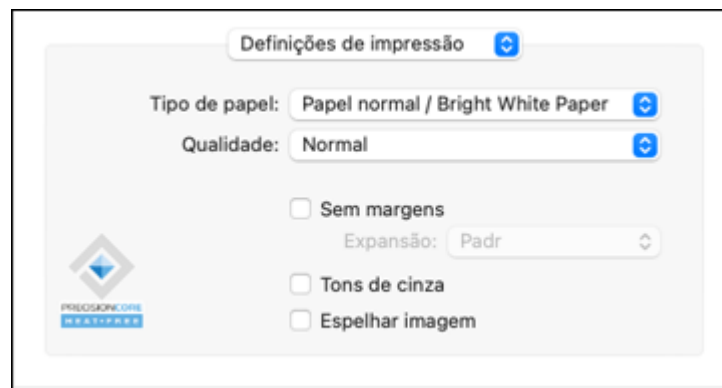 Definições de impressão
Tipo de papel: Papel normal / Bright White Paper
Qualidade: Normal
Sem margens
Expansão: Padr
Tons de cinza
Espelhar imagem
PRECISIONCORE
HEAT-FREE